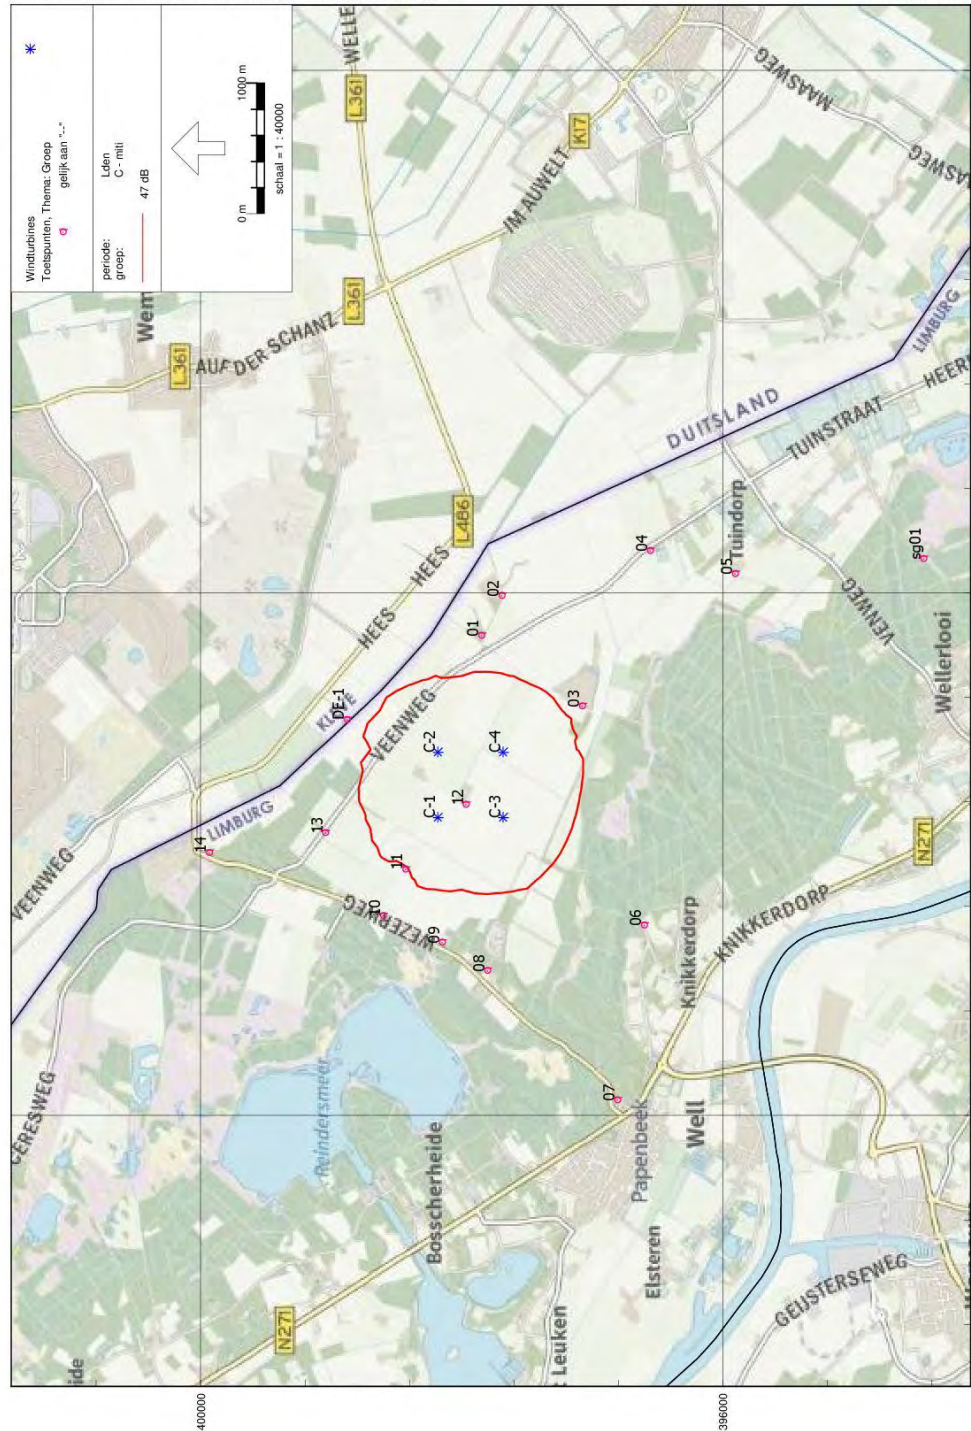 Windturbines
Toetspunten, Thema: Groep
gelijk aan "--"
periode:
Lden
groep:
C - miti
47 dB
0 m
1000 m
schaal = 1 : 40000
WELLE
L361
MAASWEG
K17
IM AUWELT
L361
Wem
L361
AUF DER SCHANZ
LIMBURG
HEER
DUITSLAND
TUINSTRAAT
L486
HEES
HEES
04
05
Tuindorp
sg01
02
01
VENWEG
Wellerlooi
KLEVE
DE-1
VEENWEG
03
C-2
C-4
12
C-1
C-3
LIMBURG
14
13
11
VEENWEG
10
WEZERWEG
09
08
06
Knikkerdorp
KNIKKERDORP
N271
07
Papenbeek
Well
CERESWEG
Reindersmeer
Bosscherheide
Elsteren
GEIJSTERSEWEG
N271
Leuken
ide
400000
396000